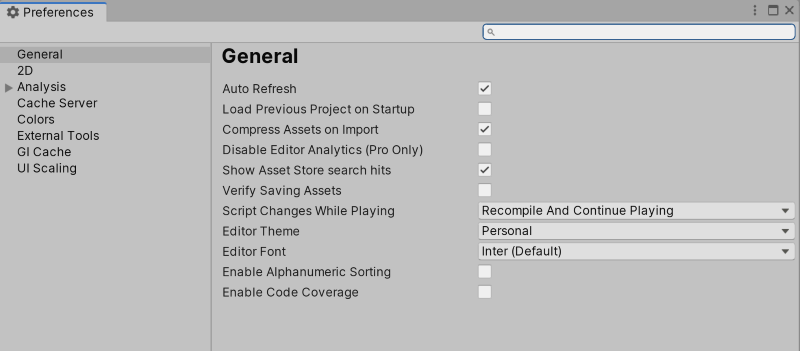 Preferences
General
2D
Analysis
Cache Server
Colors
External Tools
GI Cache
UI Scaling
General
Auto Refresh
Load Previous Project on Startup
Compress Assets on Import
Disable Editor Analytics (Pro Only)
Show Asset Store search hits
Verify Saving Assets
Script Changes While Playing Recompile And Continue Playing
Editor Theme Personal
Editor Font Inter (Default)
Enable Alphanumeric Sorting
Enable Code Coverage